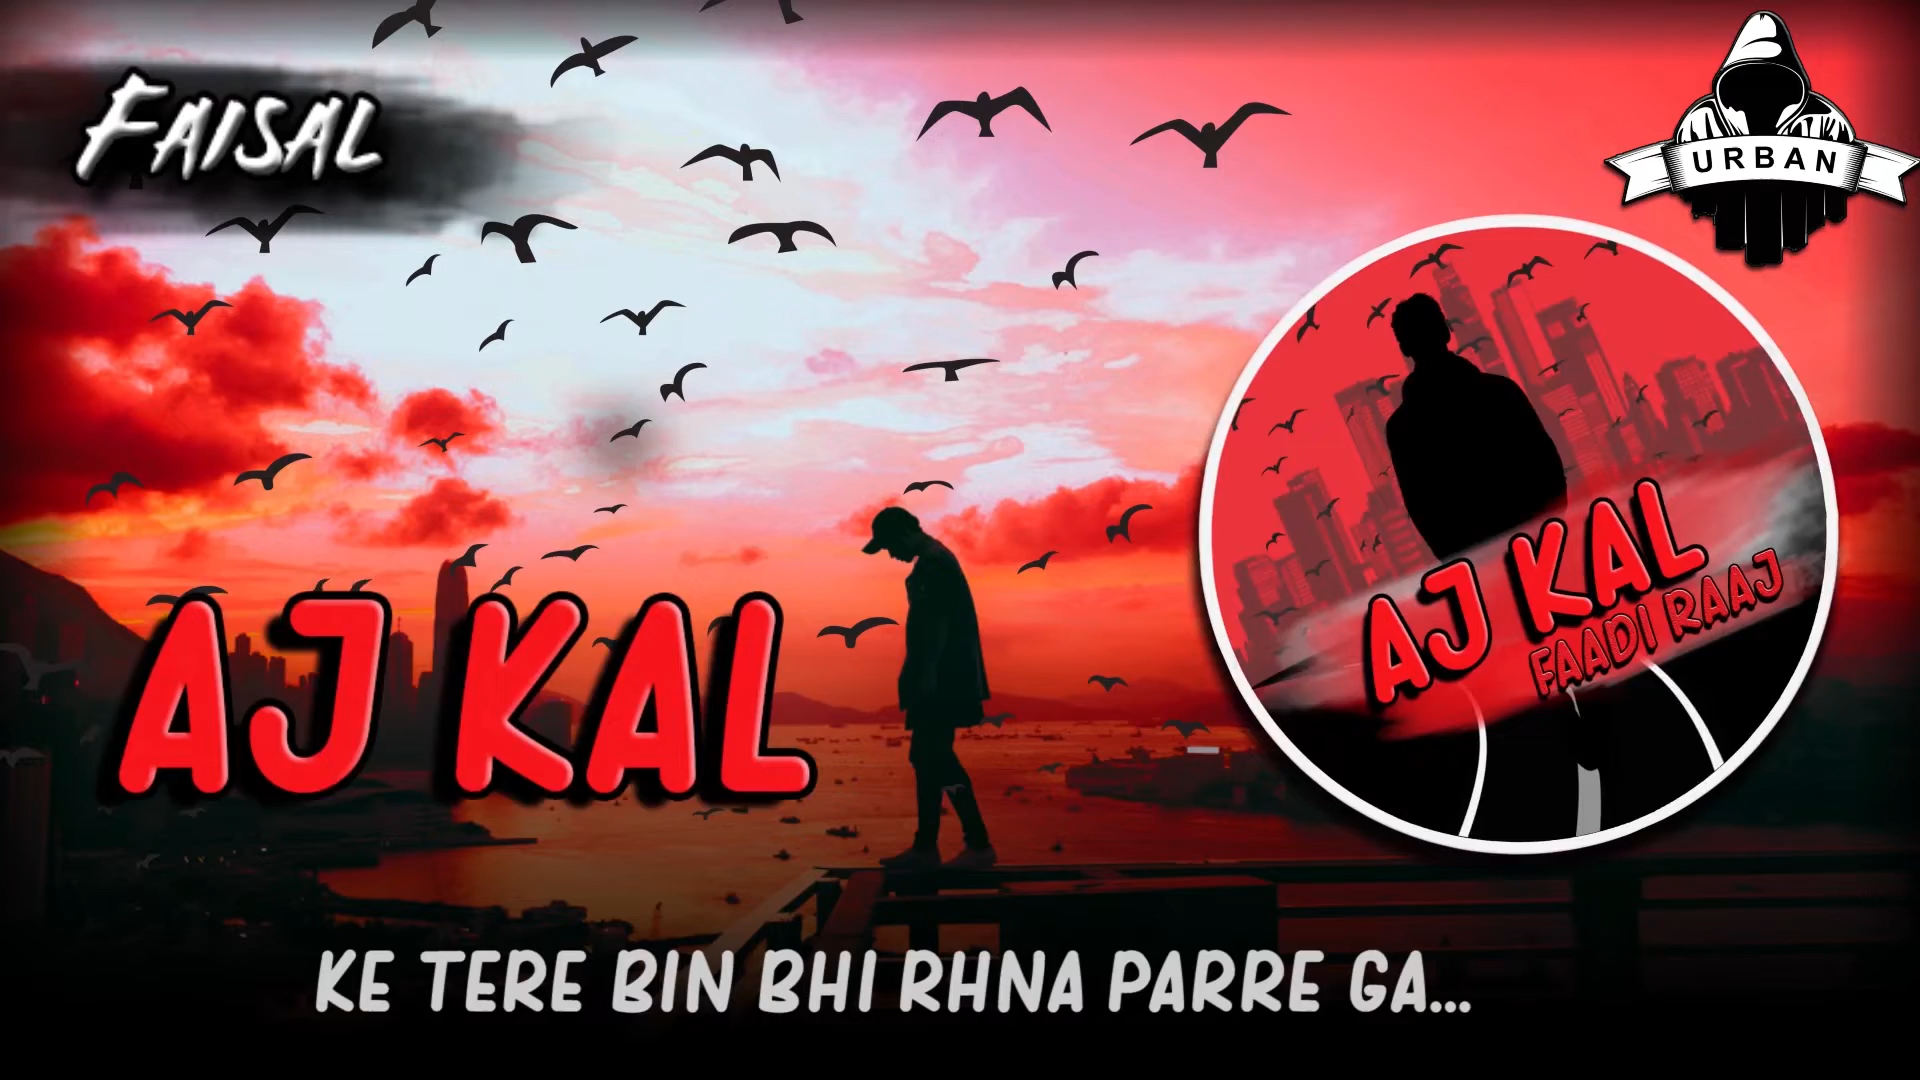 FAISAL
URBAN
AJ KAL
FAADI RAAJ
AJ KAL
KE TERE BIN BHI RHNA PARRE GA...